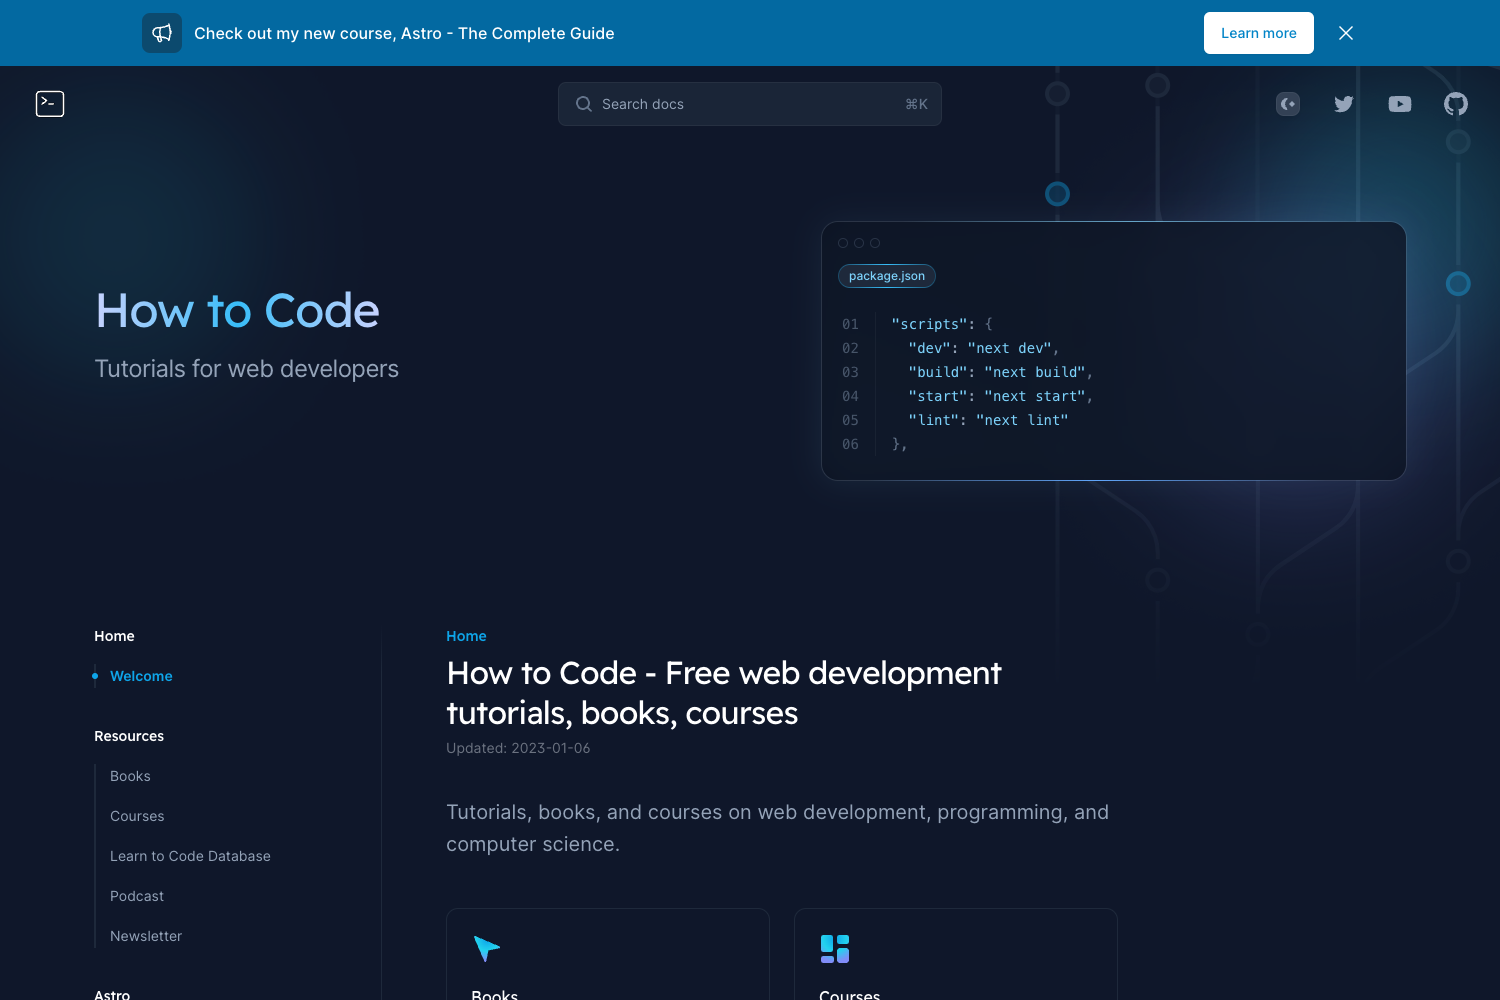 Check out my new course, Astro - The Complete Guide
Learn more
Search docs
⌘K
How to Code
Tutorials for web developers
package.json
01 "scripts": {
02 "dev": "next dev",
03 "build": "next build",
04 "start": "next start",
05 "lint": "next lint"
06 },
Home
Welcome
Resources
Books
Courses
Learn to Code Database
Podcast
Newsletter
Astro
Home
How to Code - Free web development
tutorials, books, courses
Updated: 2023-01-06
Tutorials, books, and courses on web development, programming, and
computer science.
Books
Courses